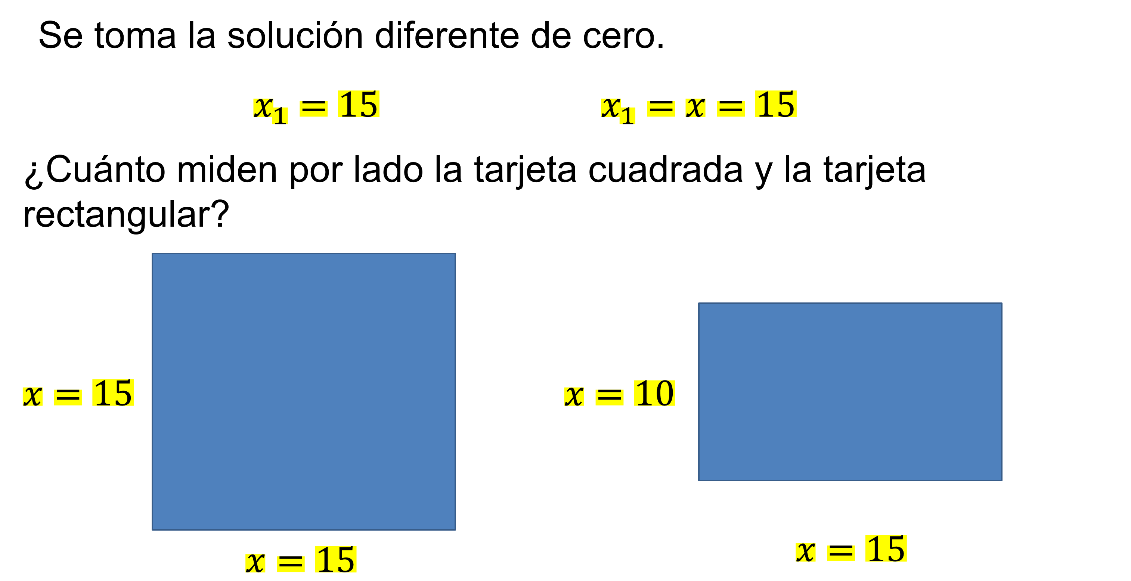 Se toma la solución diferente de cero.
x₁ = 15 x₁ = x = 15
¿Cuánto miden por lado la tarjeta cuadrada y la tarjeta
rectangular?
x = 15 x = 10
x = 15 x = 15